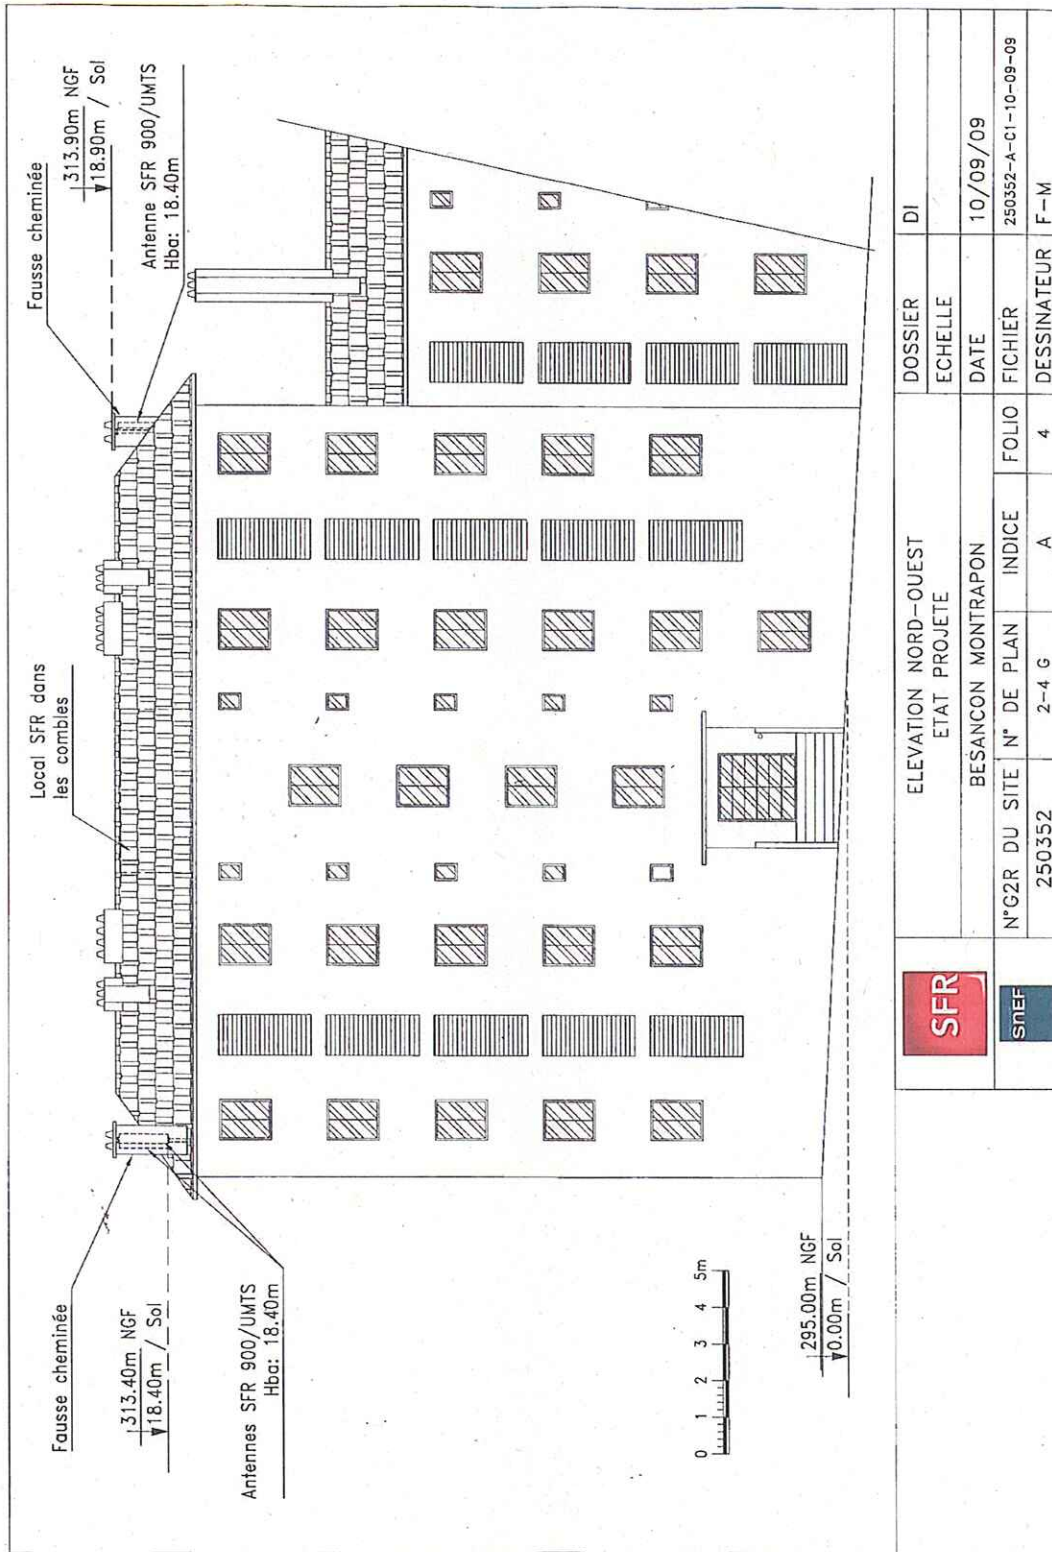 Fausse cheminée
313.40m NGF
18.40m / Sol
Antennes SFR 900/UMTS
Hba: 18.40m
Local SFR dans
les combles
Fausse cheminée
313.90m NGF
18.90m / Sol
Antenne SFR 900/UMTS
Hba: 18.40m
0 1 2 3 4 5m
295.00m NGF
0.00m / Sol
SFR
snEF
ELEVATION NORD-OUEST
ETAT PROJETE
BESANCON MONTRAPON
N°G2R DU SITE N° DE PLAN INDICE FOLIO
250352 2-4 G A 4
DOSSIER DI
ECHELLE
DATE 10/09/09
FICHIER 250352-A-C1-10-09-09
DESSINATEUR F-M